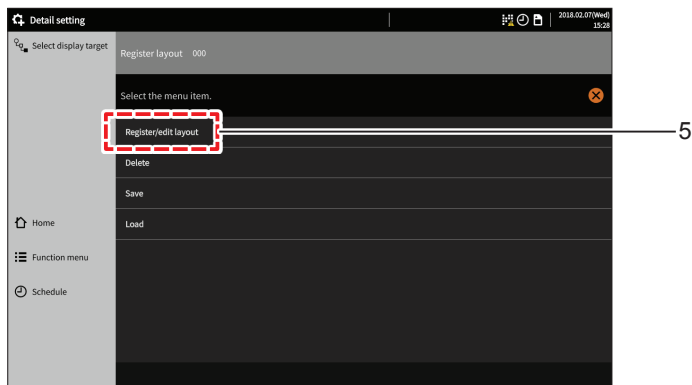 Detail setting
2018.02.07(Wed)
15:28
Select display target
Register layout 000
Select the menu item.
Register/edit layout
5
Delete
Save
Load
Home
Function menu
Schedule